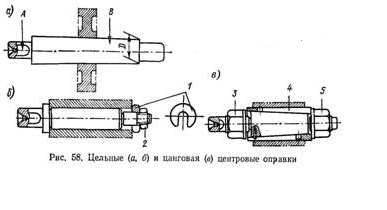 а)
A
B
D
б)
1
2
в)
3
4
5
Рис. 58. Цельные (а, б) и цанговая (в) центровые оправки